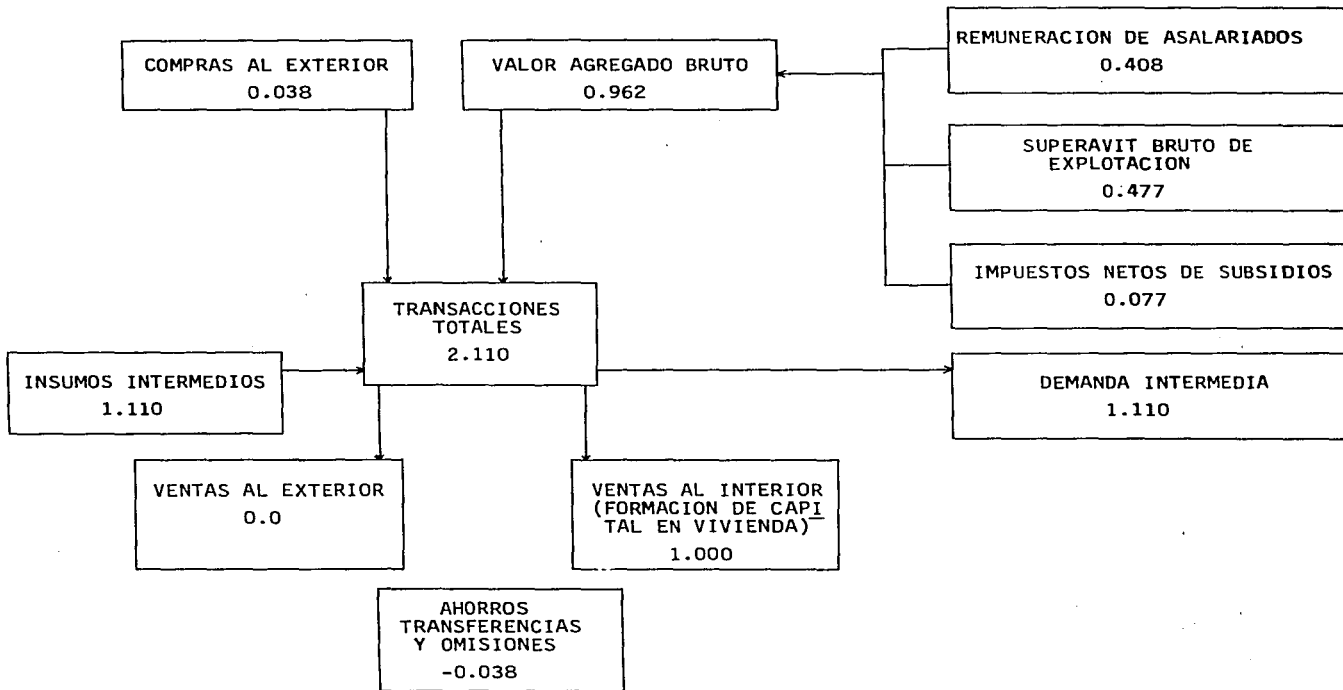 REMUNERACION DE ASALARIADOS
0.408
COMPRAS AL EXTERIOR
0.038
VALOR AGREGADO BRUTO
0.962
SUPERAVIT BRUTO DE
EXPLOTACION
0.477
IMPUESTOS NETOS DE SUBSIDIOS
0.077
TRANSACCIONES
TOTALES
2.110
INSUMOS INTERMEDIOS
1.110
DEMANDA INTERMEDIA
1.110
VENTAS AL EXTERIOR
0.0
VENTAS AL INTERIOR
(FORMACION DE CAPI
TAL EN VIVIENDA)
1.000
AHORROS
TRANSFERENCIAS
Y OMISIONES
-0.038